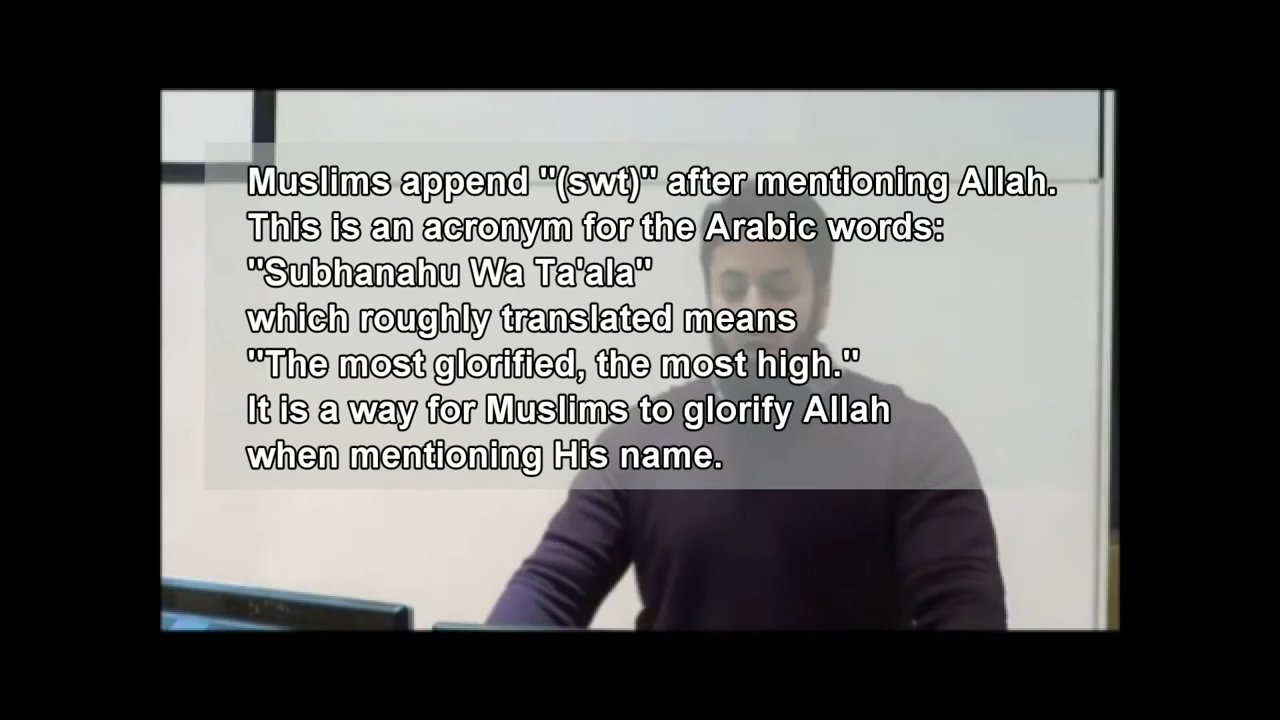 Muslims append "(swt)" after mentioning Allah.
This is an acronym for the Arabic words:
"Subhanahu Wa Ta'ala"
which roughly translated means
"The most glorified, the most high."
It is a way for Muslims to glorify Allah
when mentioning His name.